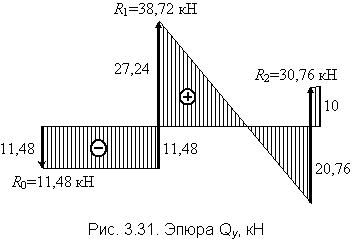 R1=38,72 кН
27,24
R2=30,76 кН
+
10
11,48
−
11,48
R0=11,48 кН
20,76
Рис. 3.31. Эпюра Qy, кН